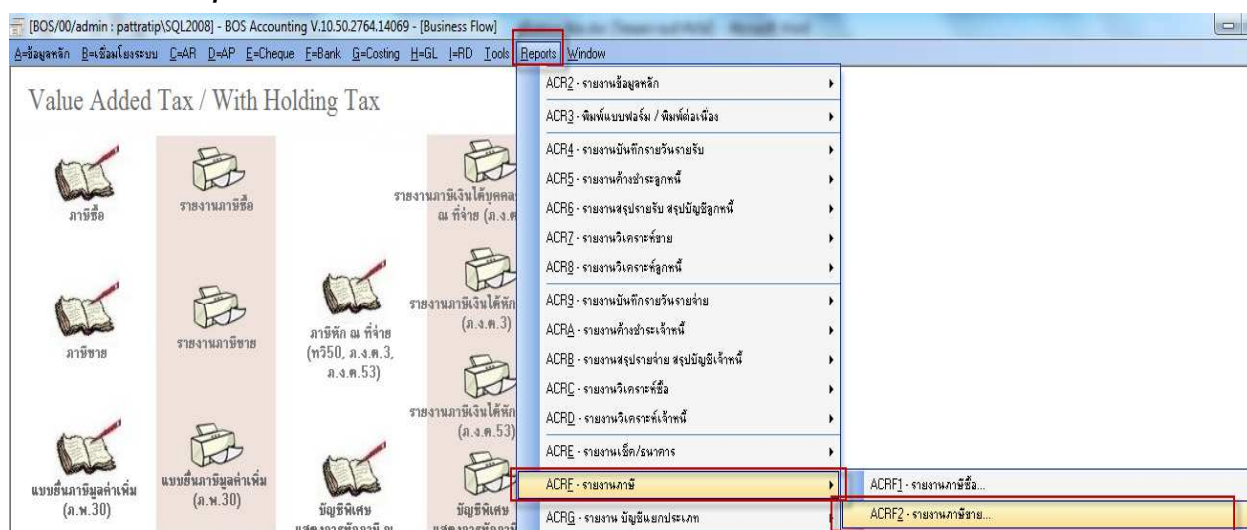 [BOS/00/admin : pattratip\SQL2008] - BOS Accounting V.10.50.2764.14069 - [Business Flow]
A=ข้อมูลหลัก B=เชื่อมโยงระบบ C=AR D=AP E=Cheque F=Bank G=Costing H=GL I=RD Tools Reports Window
Value Added Tax / With Holding Tax
ภาษีซื้อ
รายงานภาษีซื้อ
รายงานภาษีเงินได้บุคคล
ณ ที่จ่าย (ภ.ง.ด
ภาษีขาย
รายงานภาษีขาย
ภาษีหัก ณ ที่จ่าย
(ทวิ50, ภ.ง.ด.3,
ภ.ง.ด.53)
รายงานภาษีเงินได้หัก
(ภ.ง.ด.3)
รายงานภาษีเงินได้หัก
(ภ.ง.ด.53)
แบบยื่นภาษีมูลค่าเพิ่ม
(ภ.พ.30)
แบบยื่นภาษีมูลค่าเพิ่ม
(ภ.พ.30)
บัญชีพิเศษ
บัญชีพิเศษ
ACR2 - รายงานข้อมูลหลัก
ACR3 - พิมพ์แบบฟอร์ม / พิมพ์ต่อเนื่อง
ACR4 - รายงานบันทึกรายวันรายรับ
ACR5 - รายงานค้างชำระลูกหนี้
ACR6 - รายงานสรุปรายรับ สรุปบัญชีลูกหนี้
ACR7 - รายงานวิเคราะห์ขาย
ACR8 - รายงานวิเคราะห์ลูกหนี้
ACR9 - รายงานบันทึกรายวันรายจ่าย
ACRA - รายงานค้างชำระเจ้าหนี้
ACRB - รายงานสรุปรายจ่าย สรุปบัญชีเจ้าหนี้
ACRC - รายงานวิเคราะห์ซื้อ
ACRD - รายงานวิเคราะห์เจ้าหนี้
ACRE - รายงานเช็ค/ธนาคาร
ACRF - รายงานภาษี
ACRG - รายงาน บัญชีแยกประเภท
ACRF1 - รายงานภาษีซื้อ...
ACRF2 - รายงานภาษีขาย...